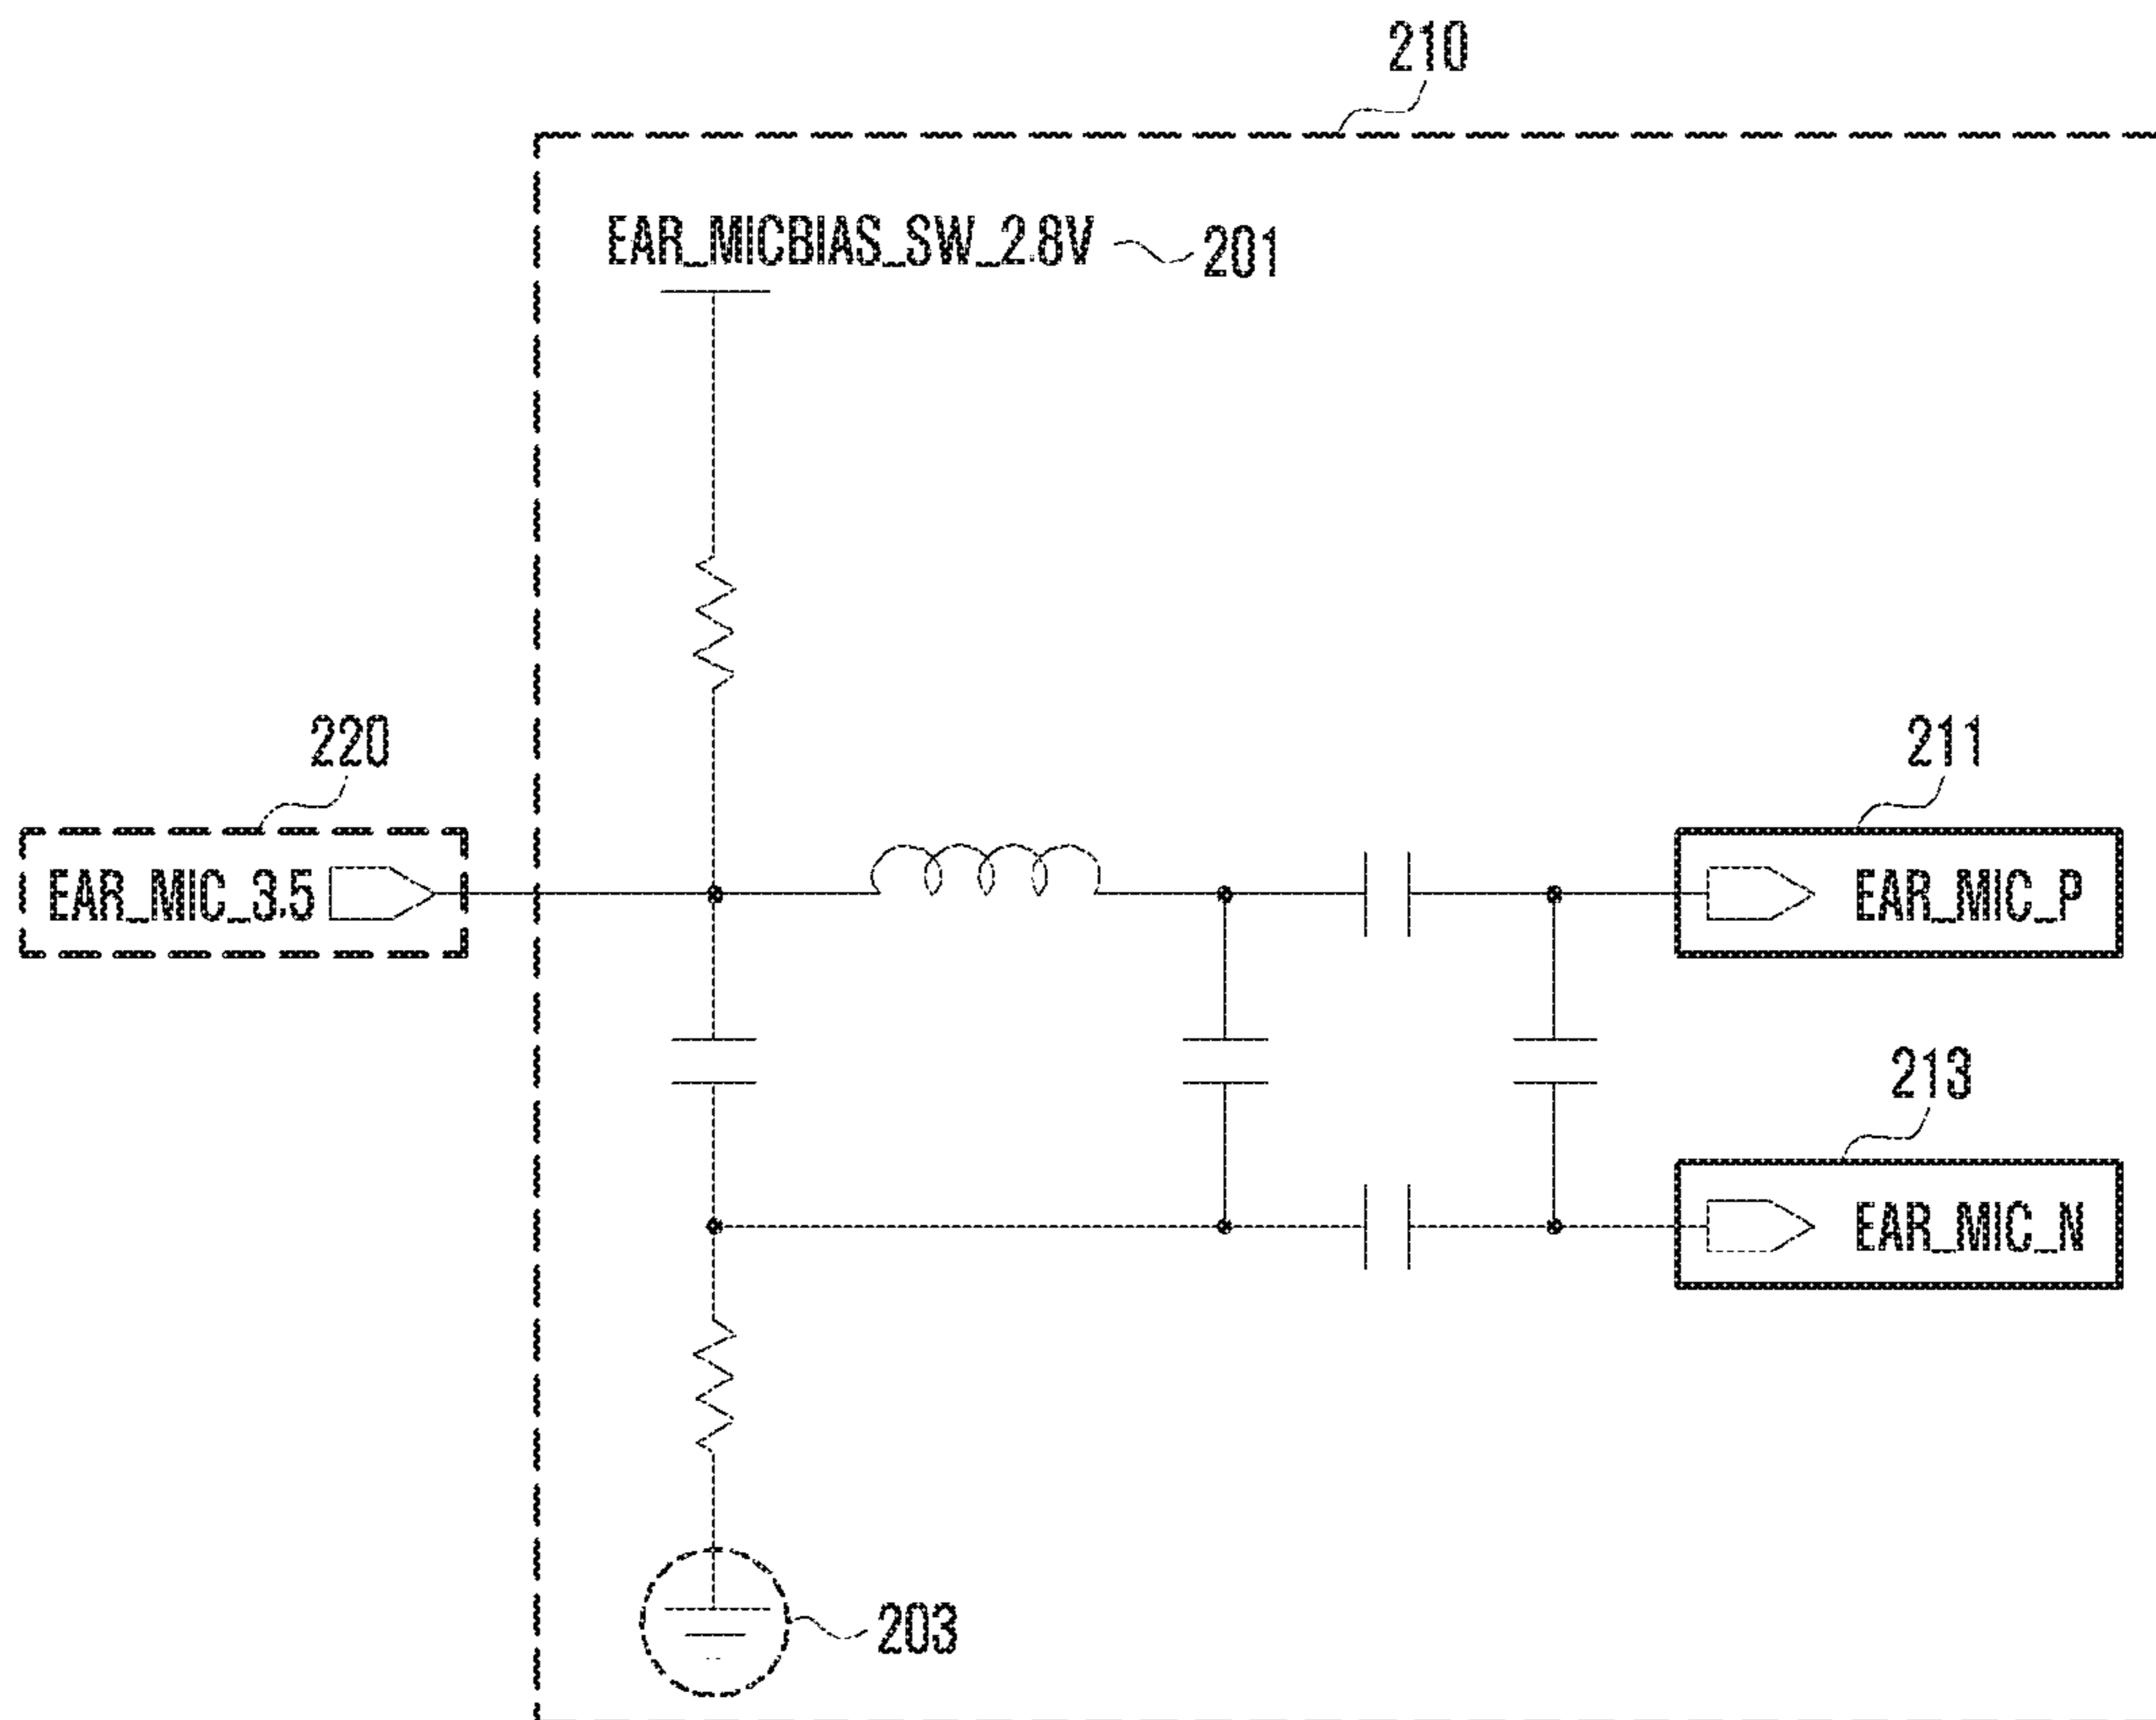 210
EAR_MICBIAS_SW_2.8V 201
220
211
EAR_MIC_3.5
EAR_MIC_P
213
EAR_MIC_N
203